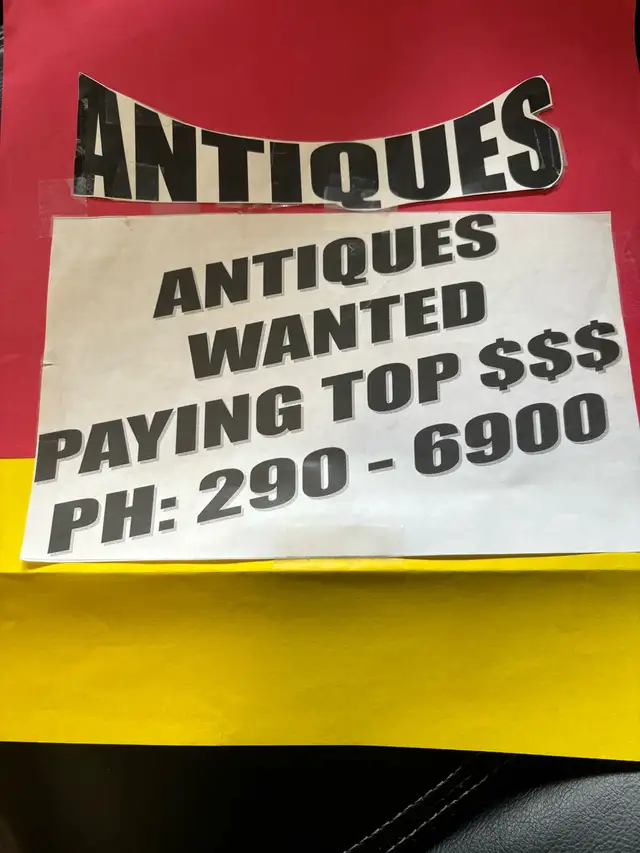 ANTIQUES
ANTIQUES
WANTED
PAYING TOP $$$
PH: 290 - 6900